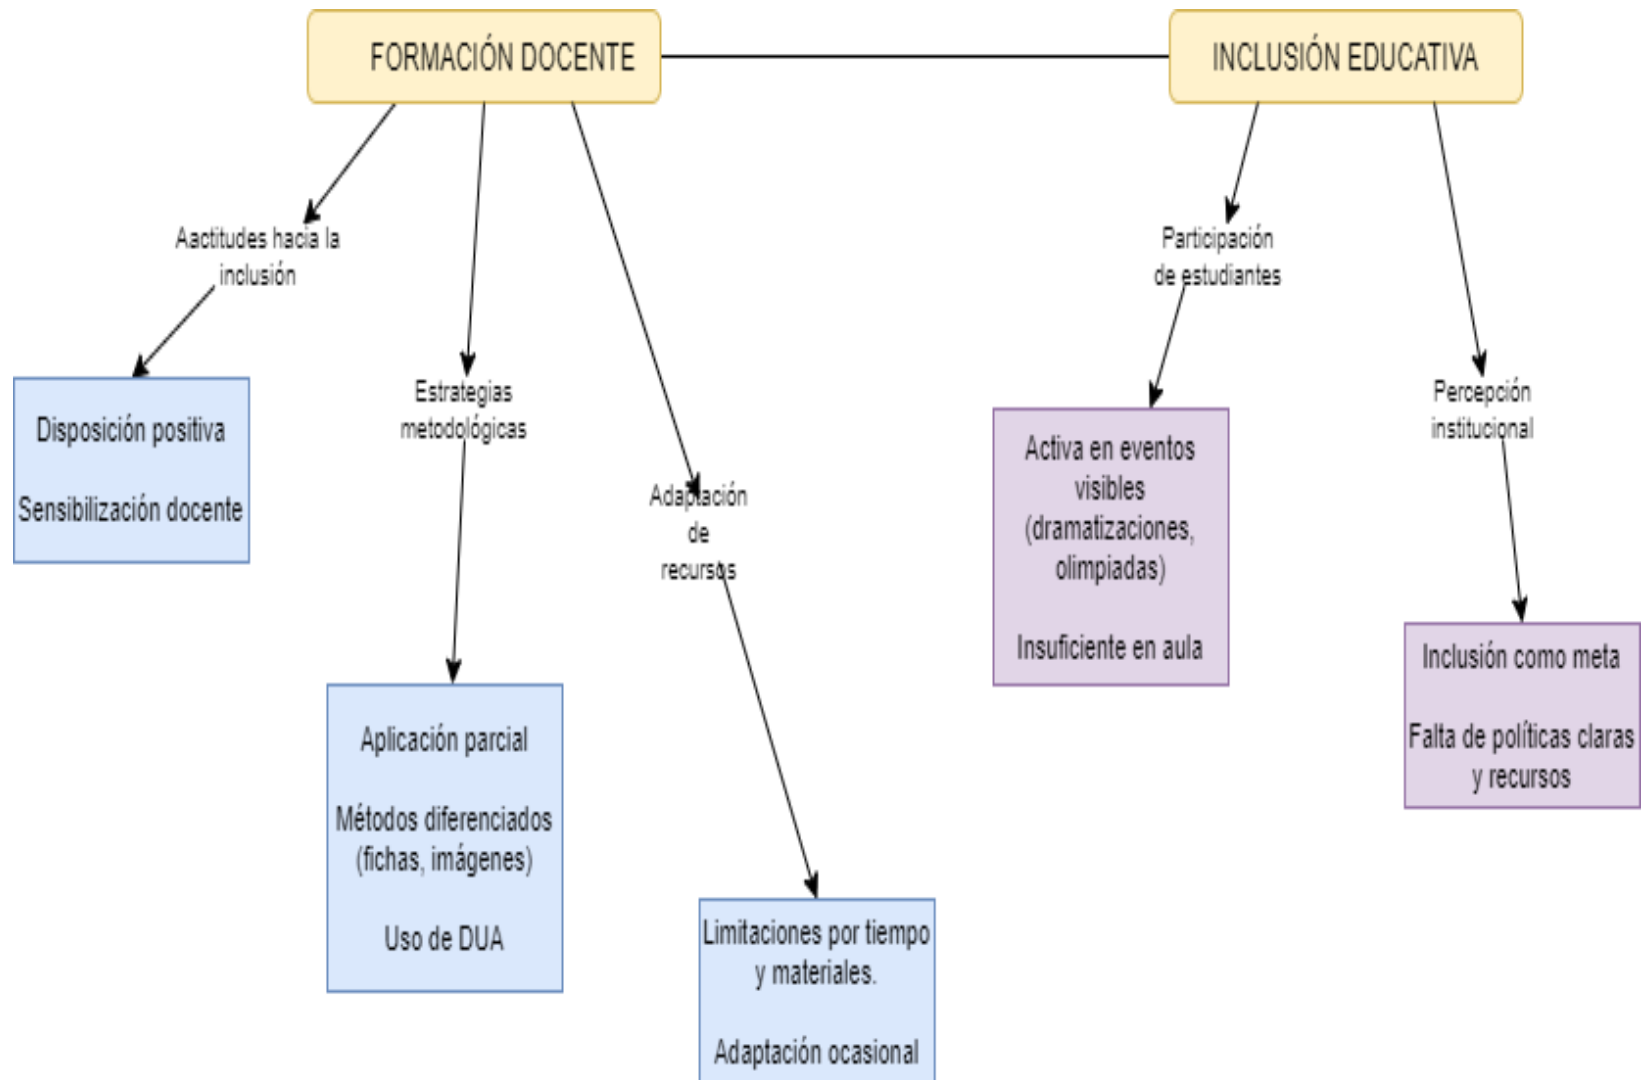 FORMACIÓN DOCENTE
INCLUSIÓN EDUCATIVA
Aactitudes hacia la
inclusión
Disposición positiva
Sensibilización docente
Estrategias
metodológicas
Aplicación parcial
Métodos diferenciados
(fichas, imágenes)
Uso de DUA
Adaptación
de
recursos
Limitaciones por tiempo
y materiales.
Adaptación ocasional
Participación
de estudiantes
Activa en eventos
visibles
(dramatizaciones,
olimpiadas)
Insuficiente en aula
Percepción
institucional
Inclusión como meta
Falta de políticas claras
y recursos